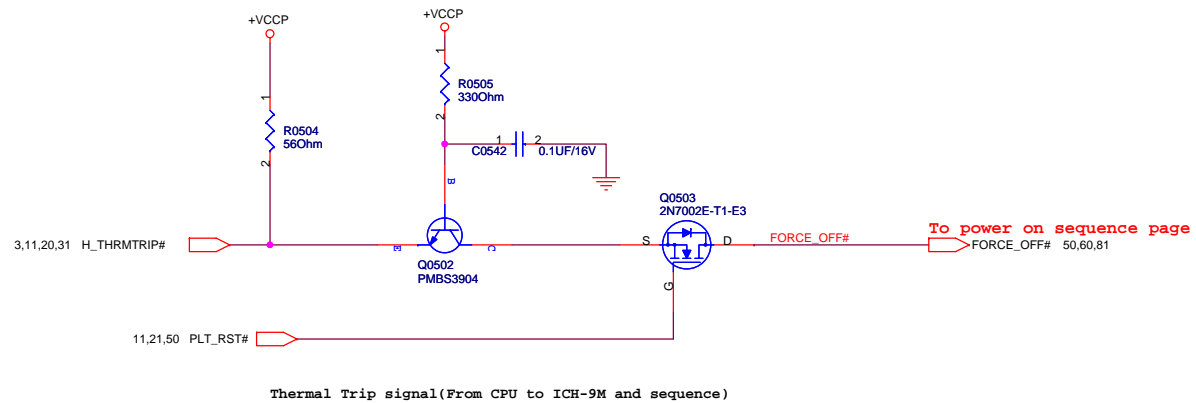 +VCCP
+VCCP
1
R0505
330Ohm
2
1
R0504
56Ohm
2
1
2
C0542
0.1UF/16V
B
Q0503
2N7002E-T1-E3
3,11,20,31 H_THRMTRIP#
E
C
S
D
FORCE_OFF#
To power on sequence page
FORCE_OFF# 50,60,81
Q0502
PMBS3904
G
11,21,50 PLT_RST#
Thermal Trip signal(From CPU to ICH-9M and sequence)